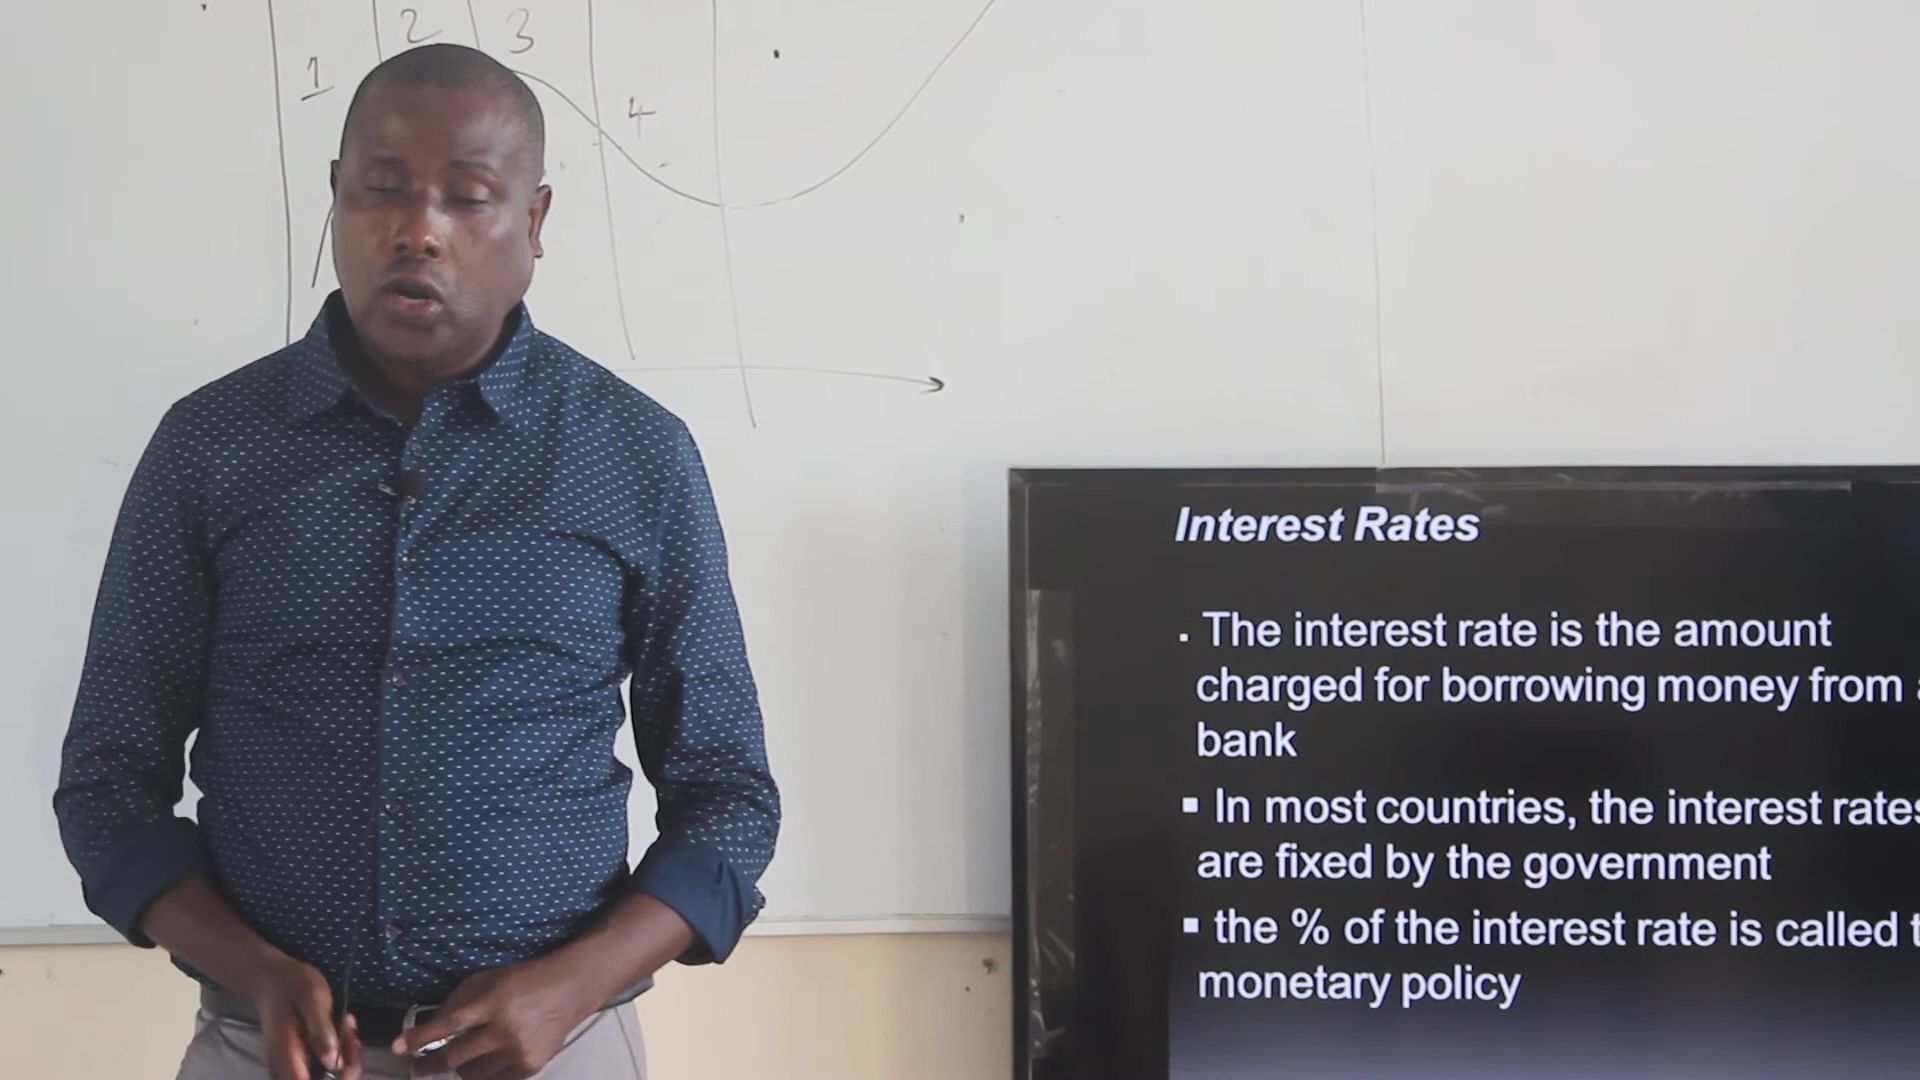 1
2
3
4
Interest Rates
▪ The interest rate is the amount
charged for borrowing money from
bank
▪ In most countries, the interest rates
are fixed by the government
▪ the % of the interest rate is called
monetary policy